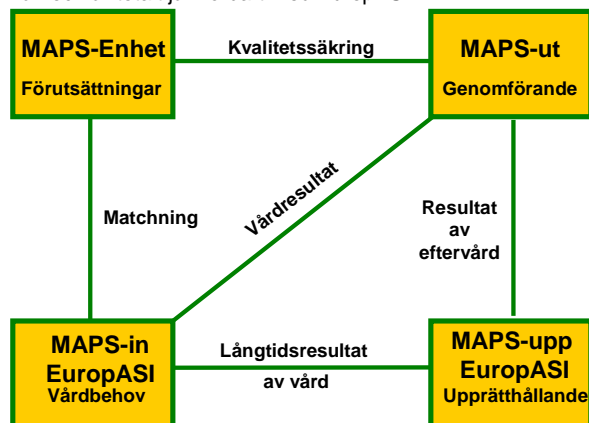 MAPS-Enhet
Förutsättningar
Kvalitetssäkring
MAPS-ut
Genomförande
Matchning
Vårdresultat
Resultat
av
eftervård
MAPS-in
EuropASI
Vårdbehov
Långtidsresultat
av vård
MAPS-upp
EuropASI
Upprätthållande